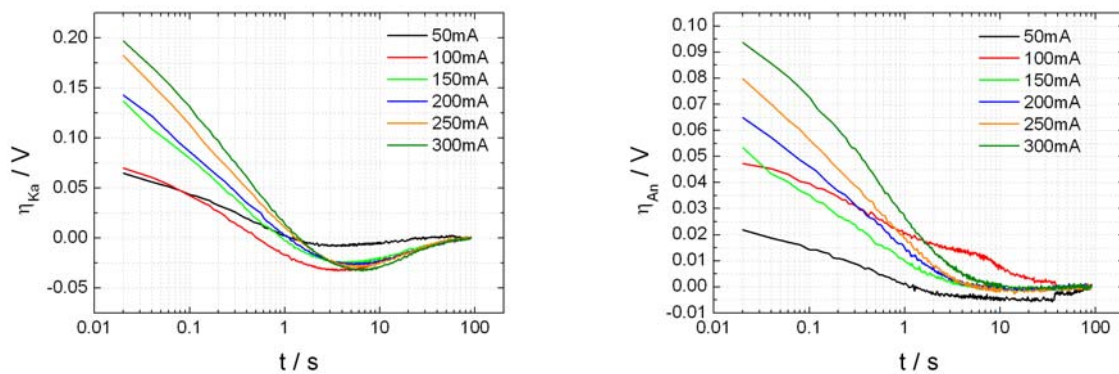 η_Ka / V
0.20
0.15
0.10
0.05
0.00
-0.05
50mA
100mA
150mA
200mA
250mA
300mA
0.01 0.1 1 10 100
t / s
η_An / V
0.10
0.09
0.08
0.07
0.06
0.05
0.04
0.03
0.02
0.01
0.00
-0.01
50mA
100mA
150mA
200mA
250mA
300mA
0.01 0.1 1 10 100
t / s